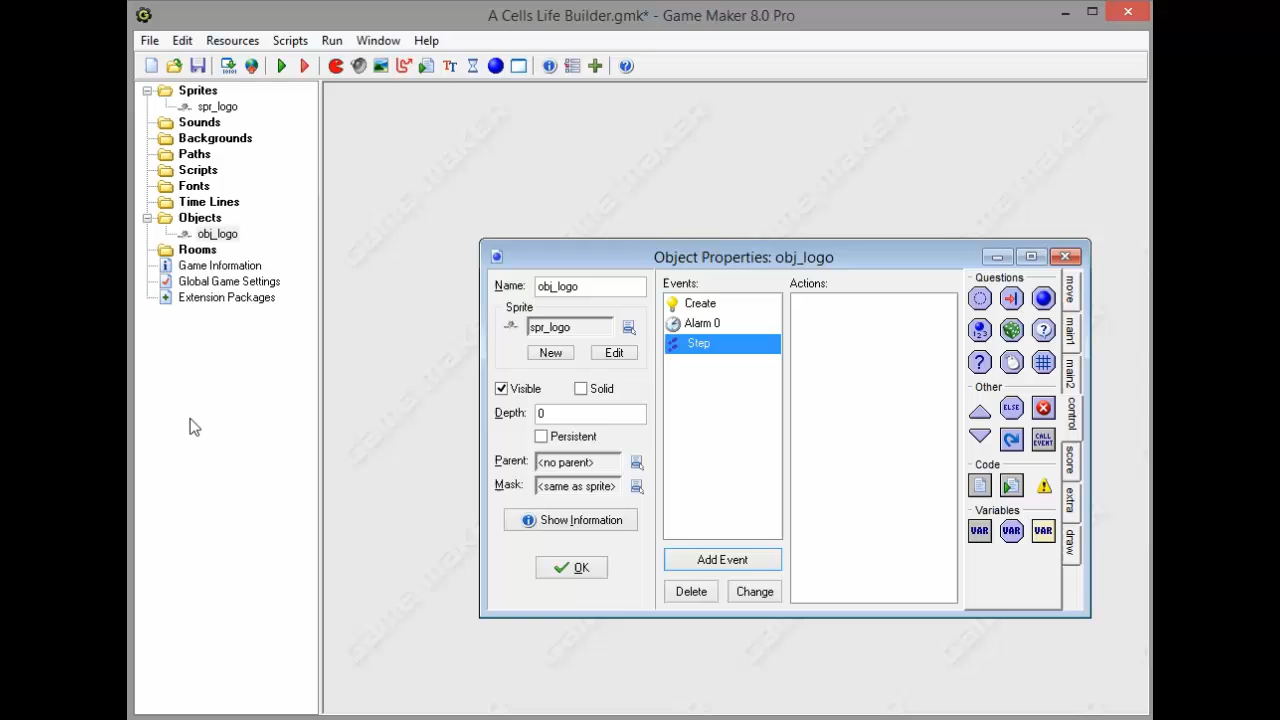 A Cells Life Builder.gmk* - Game Maker 8.0 Pro
File Edit Resources Scripts Run Window Help
Sprites
spr_logo
Sounds
Backgrounds
Paths
Scripts
Fonts
Time Lines
Objects
obj_logo
Rooms
Game Information
Global Game Settings
Extension Packages
Object Properties: obj_logo
Name: obj_logo
Sprite
spr_logo
New Edit
Visible Solid
Depth: 0
Persistent
Parent: <no parent>
Mask: <same as sprite>
Show Information
OK
Events:
Create
Alarm 0
Step
Add Event
Delete Change
Actions:
Questions
Other
ELSE
CALL EVENT
Code
Variables
VAR VAR VAR
move
main1
main2
control
score
extra
draw